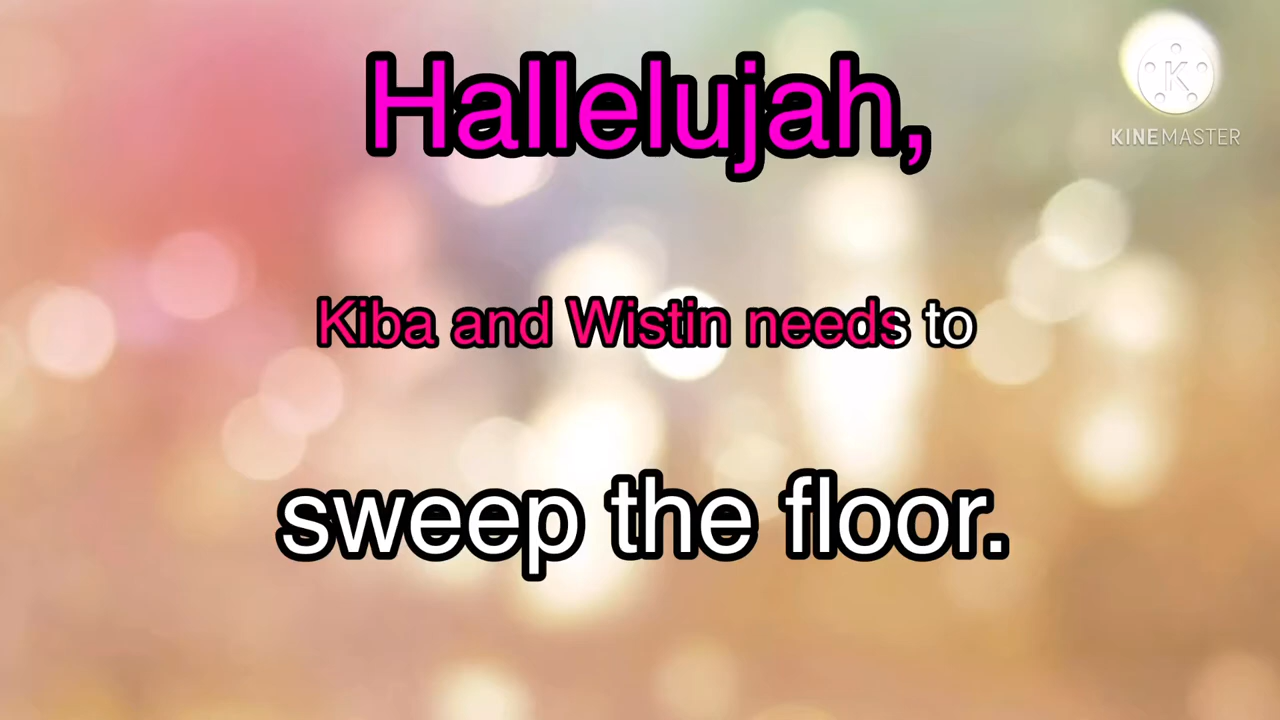 Hallelujah,
K
KINEMASTER
Kiba and Wistin needs to
sweep the floor.